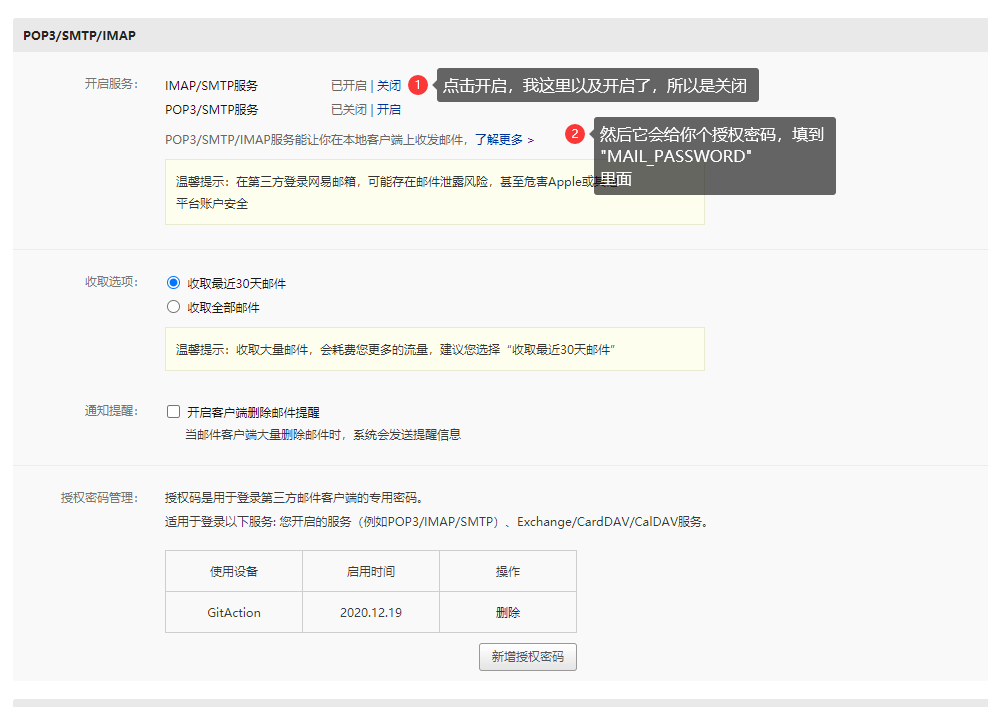 POP3/SMTP/IMAP
开启服务：
IMAP/SMTP服务 已开启 | 关闭
1 点击开启，我这里以及开启了，所以是关闭
POP3/SMTP服务 已关闭 | 开启
POP3/SMTP/IMAP服务能让你在本地客户端上收发邮件，了解更多 >
2 然后它会给你个授权密码，填到
"MAIL_PASSWORD"
里面
温馨提示：在第三方登录网易邮箱，可能存在邮件泄露风险，甚至危害Apple或
平台账户安全
收取选项：
收取最近30天邮件
收取全部邮件
温馨提示：收取大量邮件，会耗费您更多的流量，建议您选择“收取最近30天邮件”
通知提醒：
开启客户端删除邮件提醒
当邮件客户端大量删除邮件时，系统会发送提醒信息
授权密码管理：
授权码是用于登录第三方邮件客户端的专用密码。
适用于登录以下服务: 您开启的服务（例如POP3/IMAP/SMTP）、Exchange/CardDAV/CalDAV服务。
使用设备 启用时间 操作
GitAction 2020.12.19 删除
新增授权密码